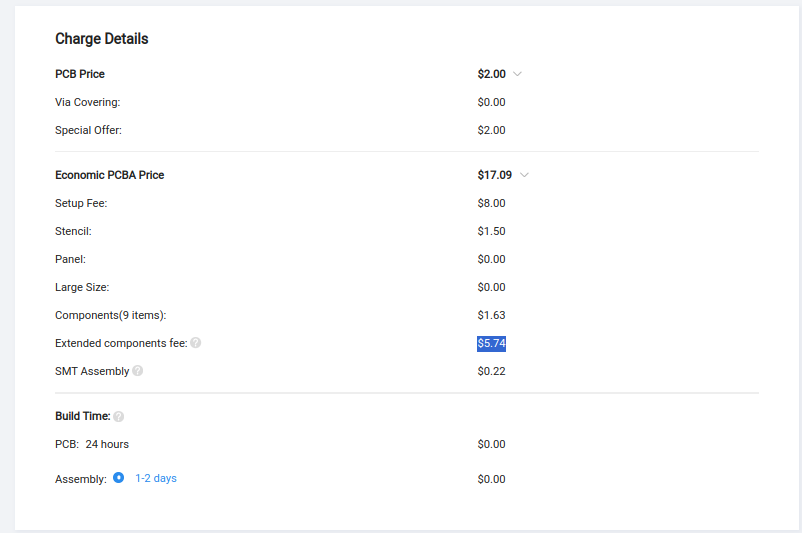 Charge Details
PCB Price $2.00
Via Covering: $0.00
Special Offer: $2.00
Economic PCBA Price $17.09
Setup Fee: $8.00
Stencil: $1.50
Panel: $0.00
Large Size: $0.00
Components(9 items): $1.63
Extended components fee: ? $5.74
SMT Assembly ? $0.22
Build Time: ?
PCB: 24 hours $0.00
Assembly: 1-2 days $0.00